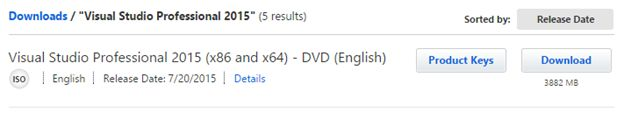 Downloads / "Visual Studio Professional 2015" (5 results)
Sorted by: Release Date
Visual Studio Professional 2015 (x86 and x64) - DVD (English)
Product Keys
Download
ISO | English | Release Date: 7/20/2015 | Details
3882 MB